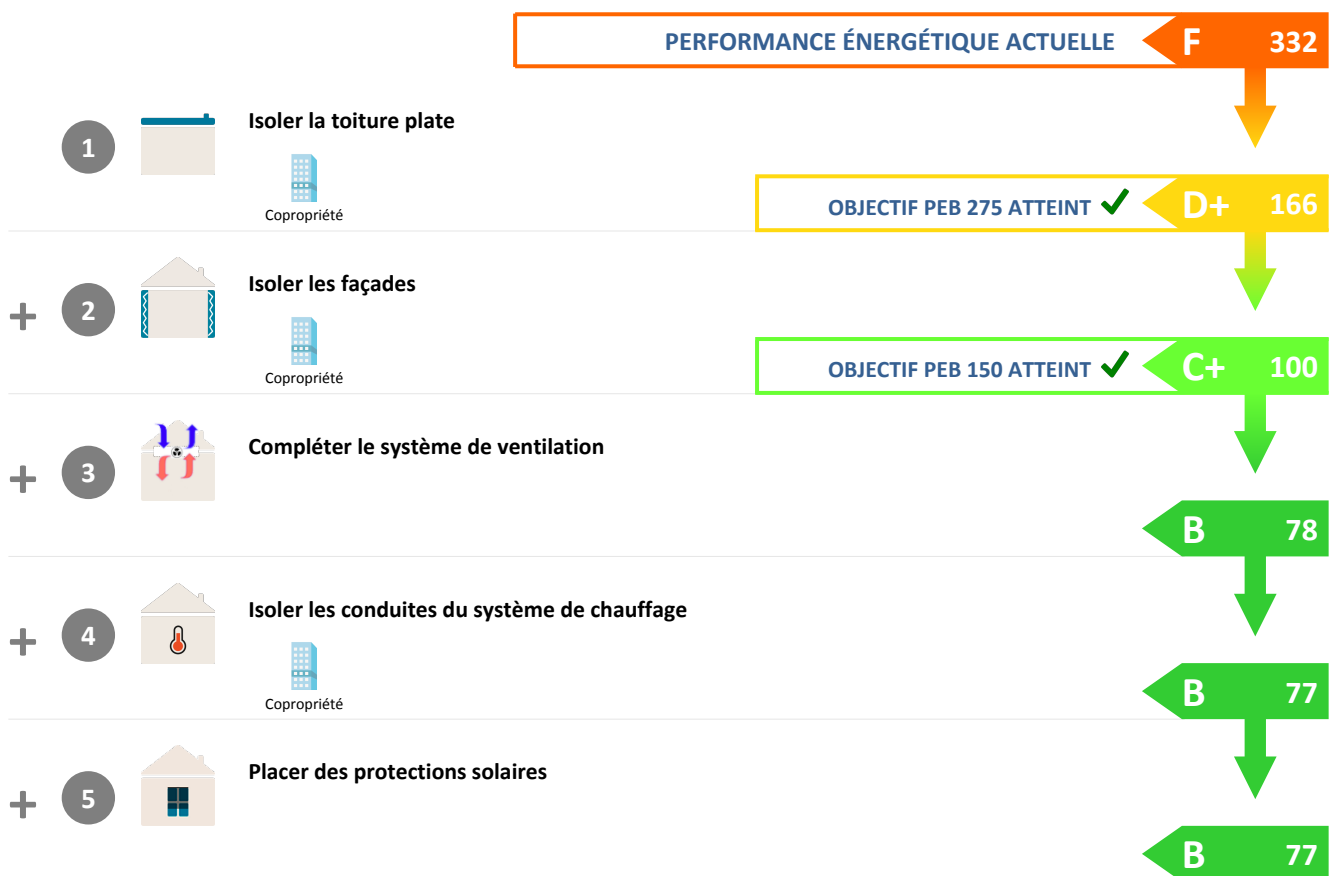 PERFORMANCE ÉNERGÉTIQUE ACTUELLE F 332
1 Isoler la toiture plate
Copropriété
OBJECTIF PEB 275 ATTEINT ✔ D+ 166
+ 2 Isoler les façades
Copropriété
OBJECTIF PEB 150 ATTEINT ✔ C+ 100
+ 3 Compléter le système de ventilation
B 78
+ 4 Isoler les conduites du système de chauffage
Copropriété
B 77
+ 5 Placer des protections solaires
B 77